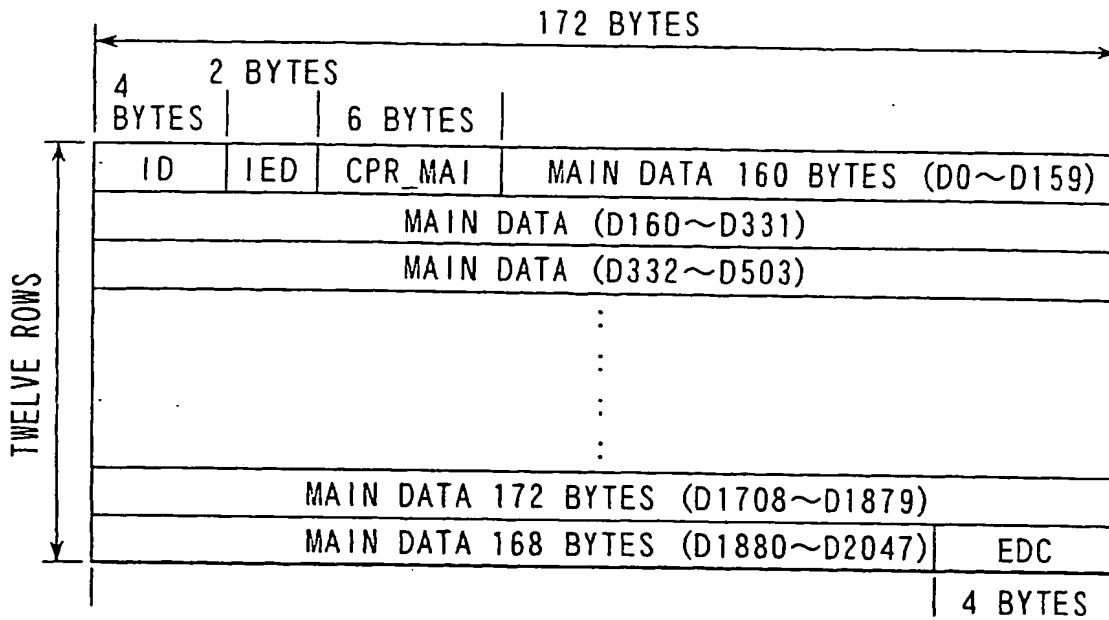 172 BYTES
2 BYTES
4
BYTES
6 BYTES
ID IED CPR_MAI MAIN DATA 160 BYTES (D0~D159)
MAIN DATA (D160~D331)
MAIN DATA (D332~D503)
TWELVE ROWS
MAIN DATA 172 BYTES (D1708~D1879)
MAIN DATA 168 BYTES (D1880~D2047) EDC
4 BYTES